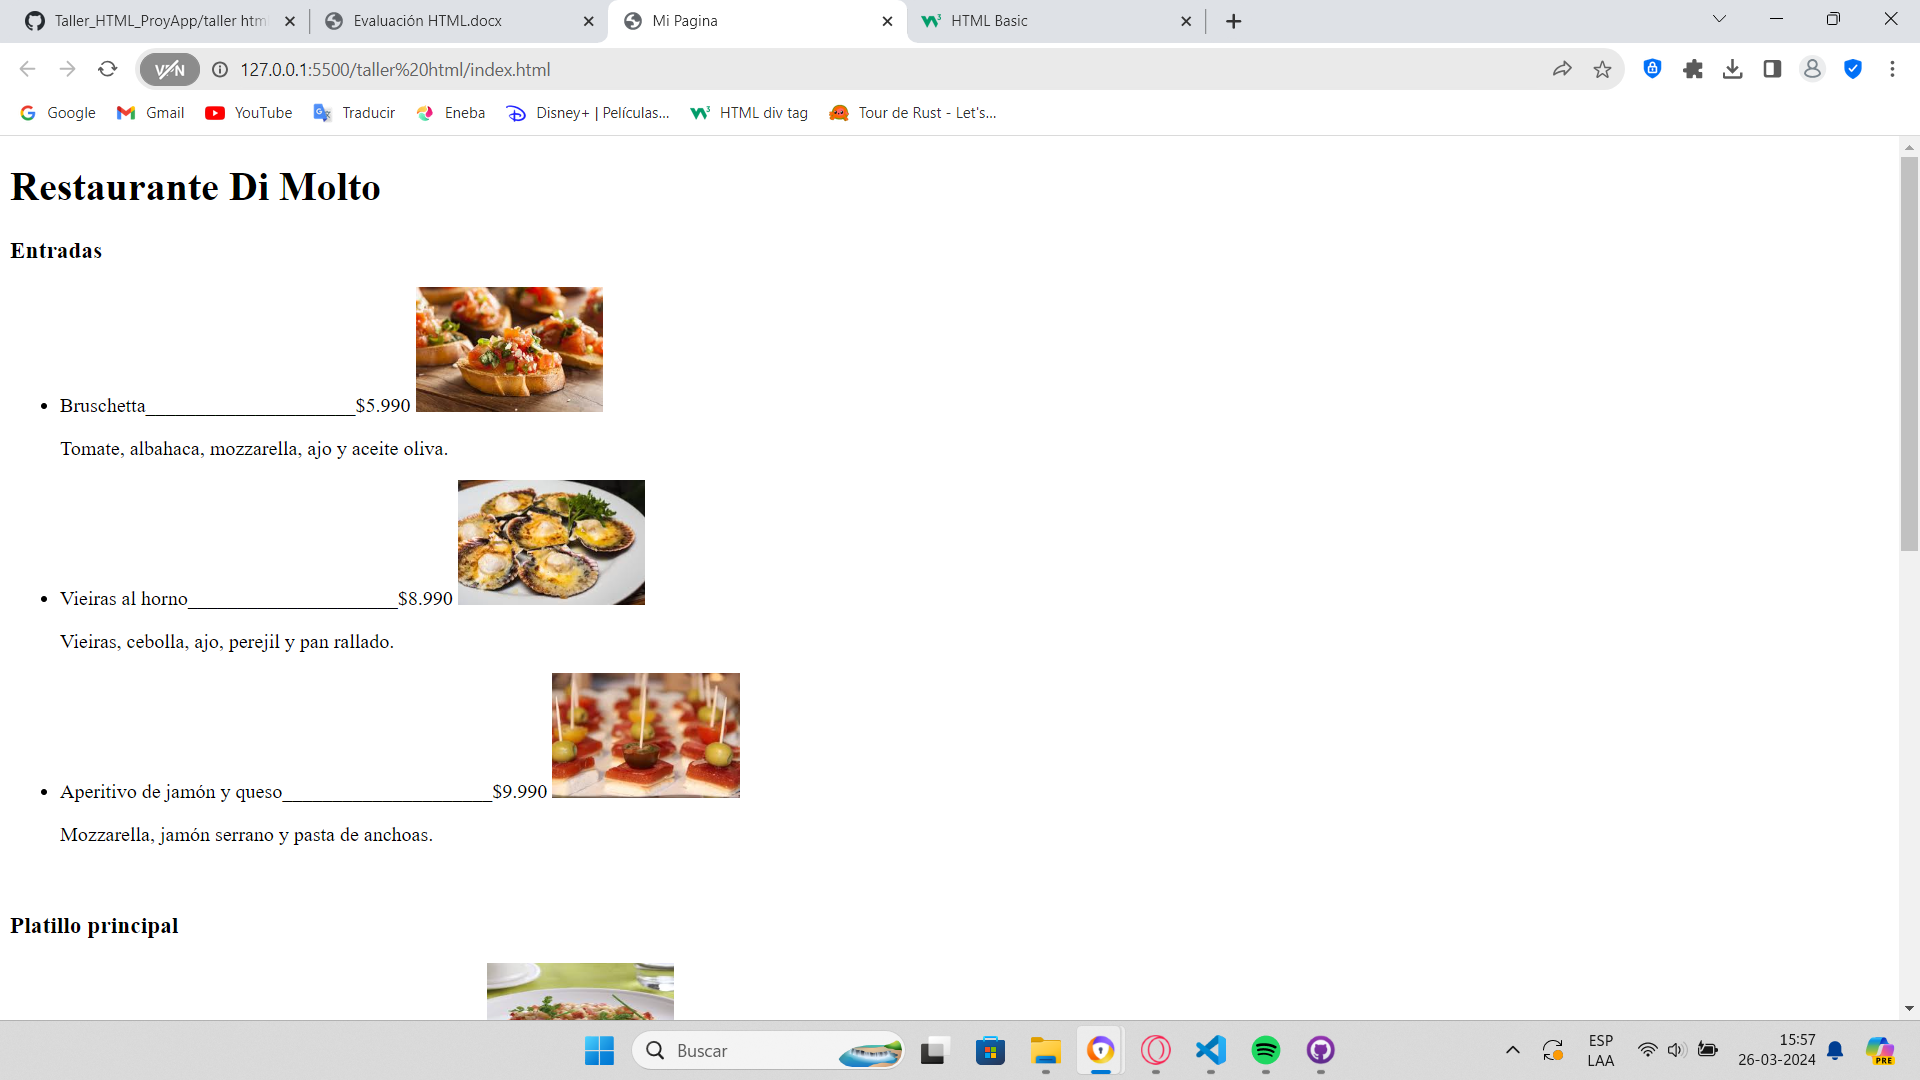 Taller_HTML_ProyApp/taller htm
Evaluación HTML.docx
Mi Pagina
HTML Basic
VPN
127.0.0.1:5500/taller%20html/index.html
Google
Gmail
YouTube
Traducir
Eneba
Disney+ | Películas...
HTML div tag
Tour de Rust - Let's...
Restaurante Di Molto
Entradas
• Bruschetta_____________________$5.990
Tomate, albahaca, mozzarella, ajo y aceite oliva.
• Vieiras al horno_____________________$8.990
Vieiras, cebolla, ajo, perejil y pan rallado.
• Aperitivo de jamón y queso_____________________$9.990
Mozzarella, jamón serrano y pasta de anchoas.
Platillo principal
Buscar
ESP
LAA
15:57
26-03-2024
PRE